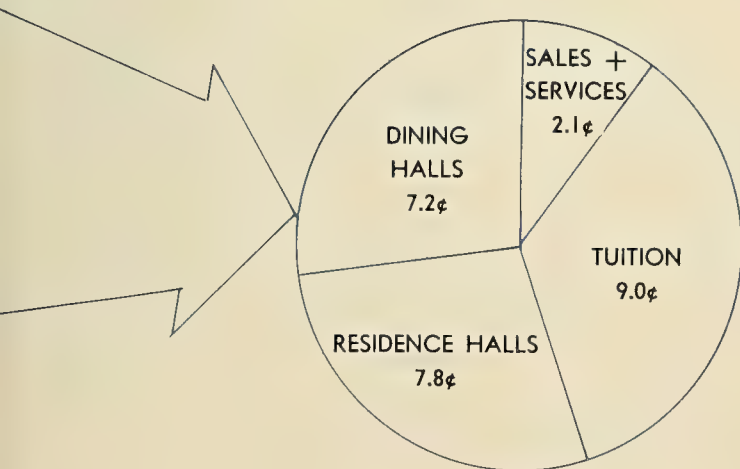 SALES +
SERVICES
2.1¢
DINING
HALLS
7.2¢
TUITION
9.0¢
RESIDENCE HALLS
7.8¢